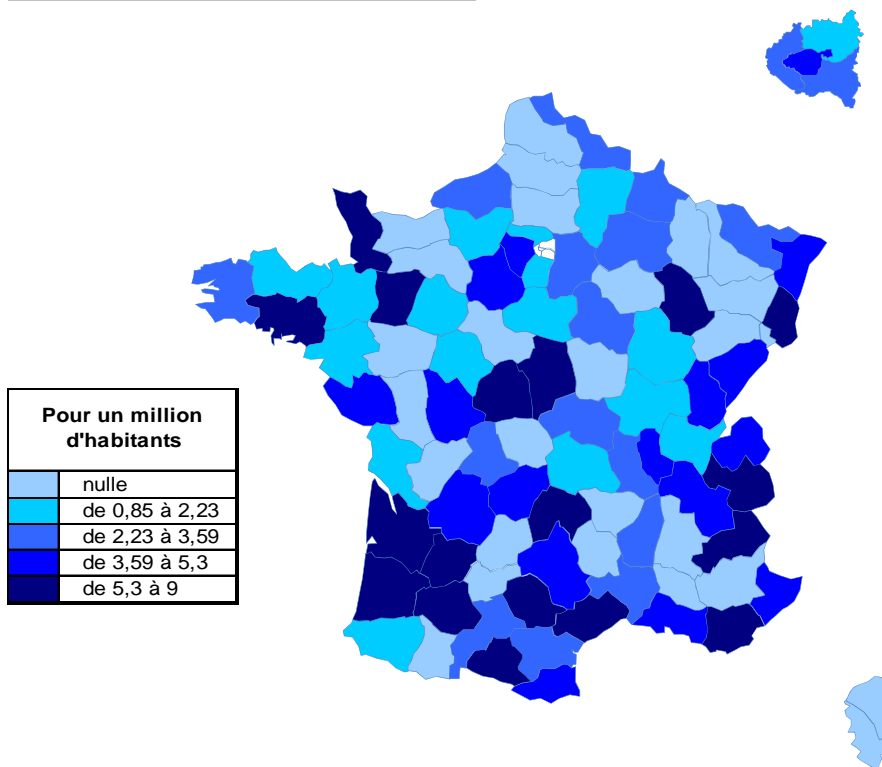 Pour un million
d'habitants
nulle
de 0,85 à 2,23
de 2,23 à 3,59
de 3,59 à 5,3
de 5,3 à 9